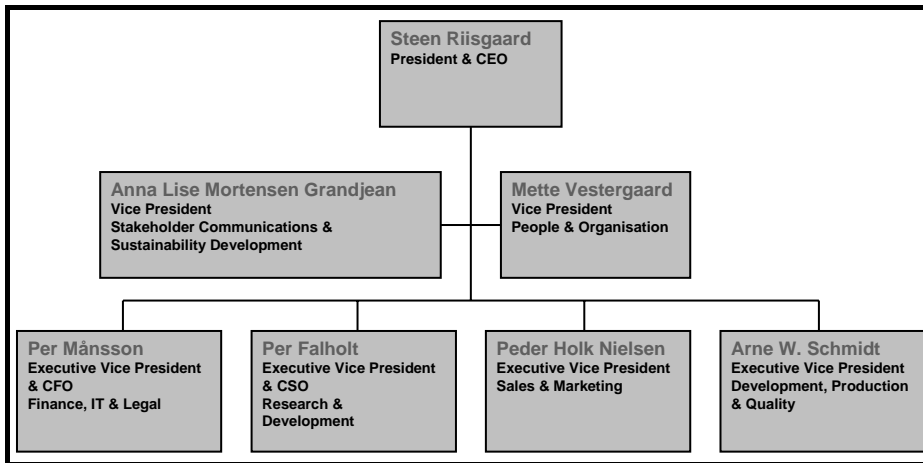 Steen Riisgaard
President & CEO
Anna Lise Mortensen Grandjean
Vice President
Stakeholder Communications &
Sustainability Development
Mette Vestergaard
Vice President
People & Organisation
Per Månsson
Executive Vice President
& CFO
Finance, IT & Legal
Per Falholt
Executive Vice President
& CSO
Research &
Development
Peder Holk Nielsen
Executive Vice President
Sales & Marketing
Arne W. Schmidt
Executive Vice President
Development, Production
& Quality